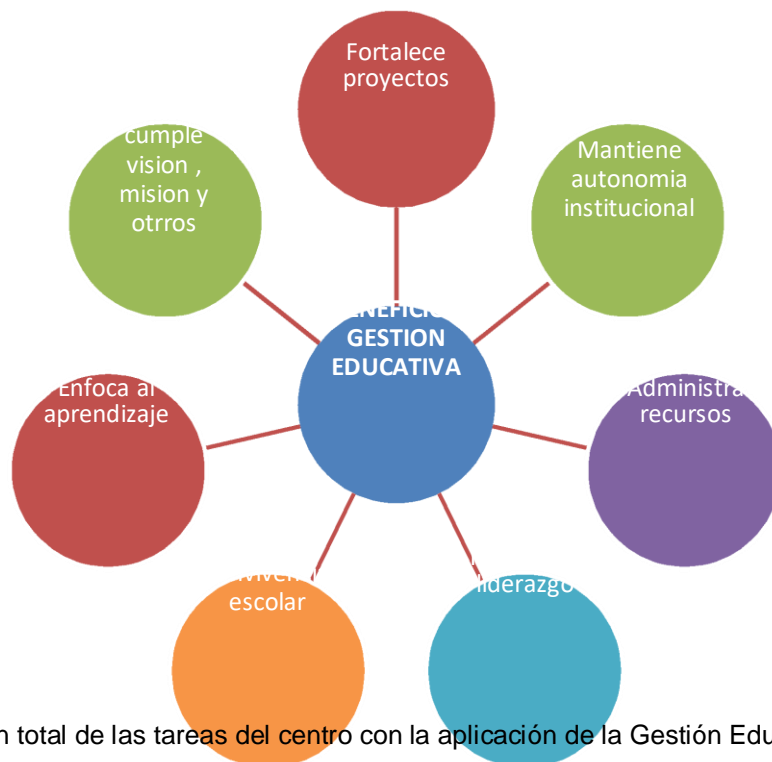 Fortalece
proyectos
cumple
vision ,
mision y
otrros
Mantiene
autonomia
institucional
GESTION
EDUCATIVA
Enfoca al
aprendizaje
Administra
recursos
escolar
liderazgo
total de las tareas del centro con la aplicación de la Gestión